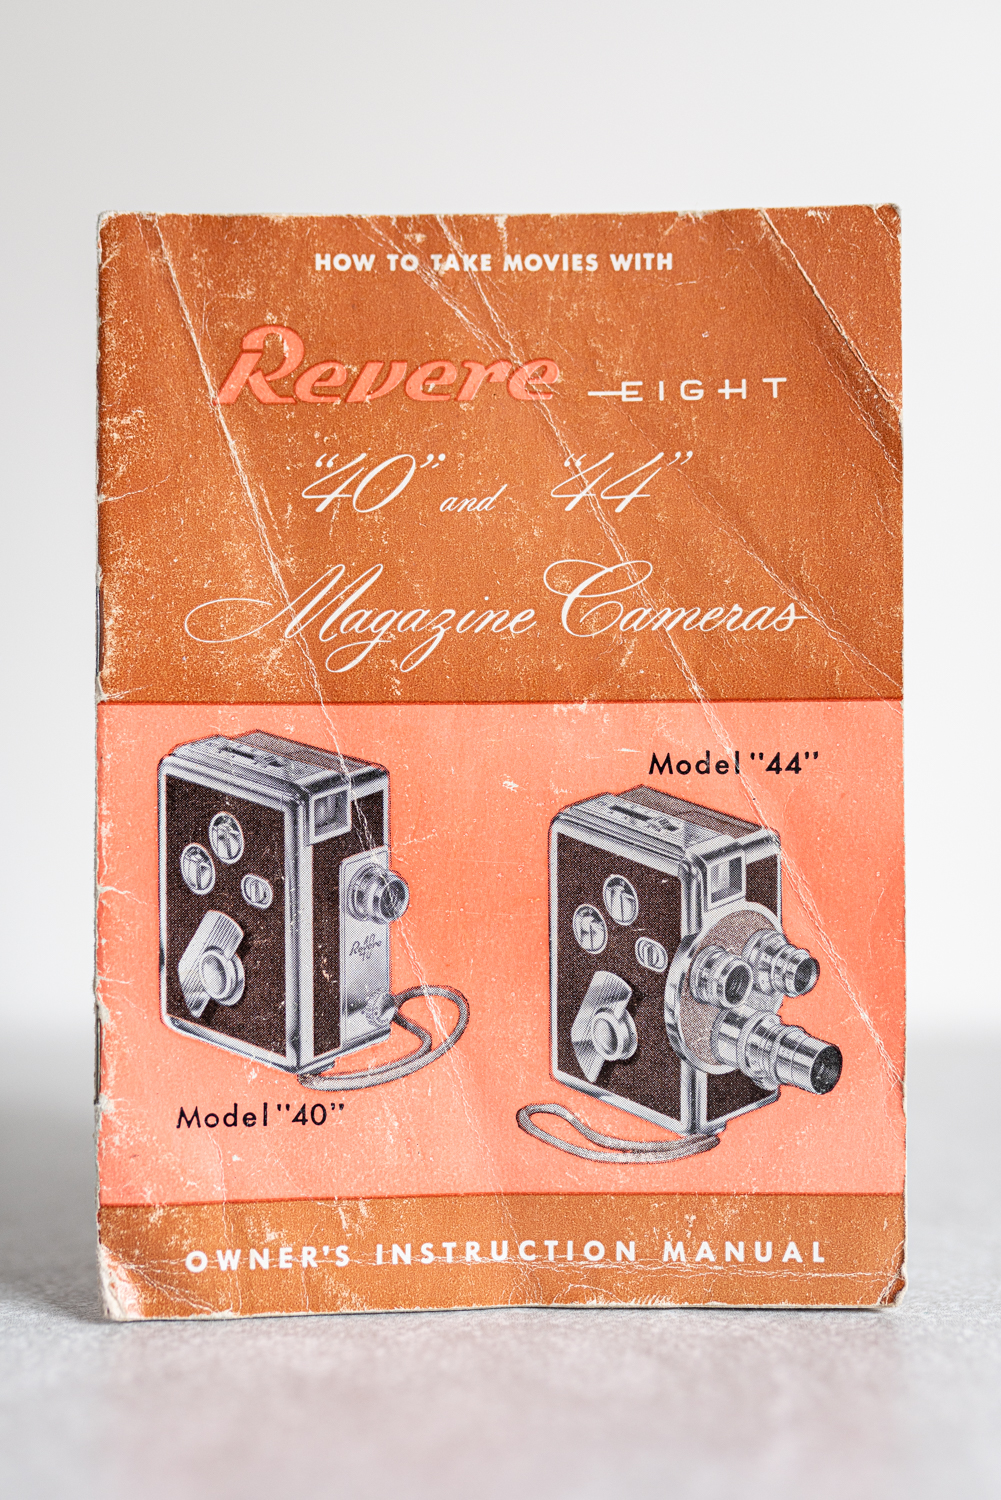 HOW TO TAKE MOVIES WITH
Revere EIGHT
“40” and “44”
Magazine Cameras
Model "44"
Revere
Model "40"
OWNER'S INSTRUCTION MANUAL